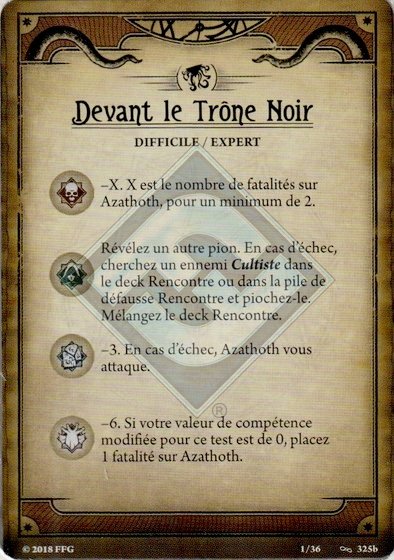 Devant le Trône Noir
DIFFICILE / EXPERT
–X. X est le nombre de fatalités sur
Azathoth, pour un minimum de 2.
Révélez un autre pion. En cas d'échec,
cherchez un ennemi Cultiste dans
le deck Rencontre ou dans la pile de
défausse Rencontre et piochez-le.
Mélangez le deck Rencontre.
–3. En cas d'échec, Azathoth vous
attaque.
–6. Si votre valeur de compétence
modifiée pour ce test est de 0, placez
1 fatalité sur Azathoth.
®
© 2018 FFG 1/36 325b